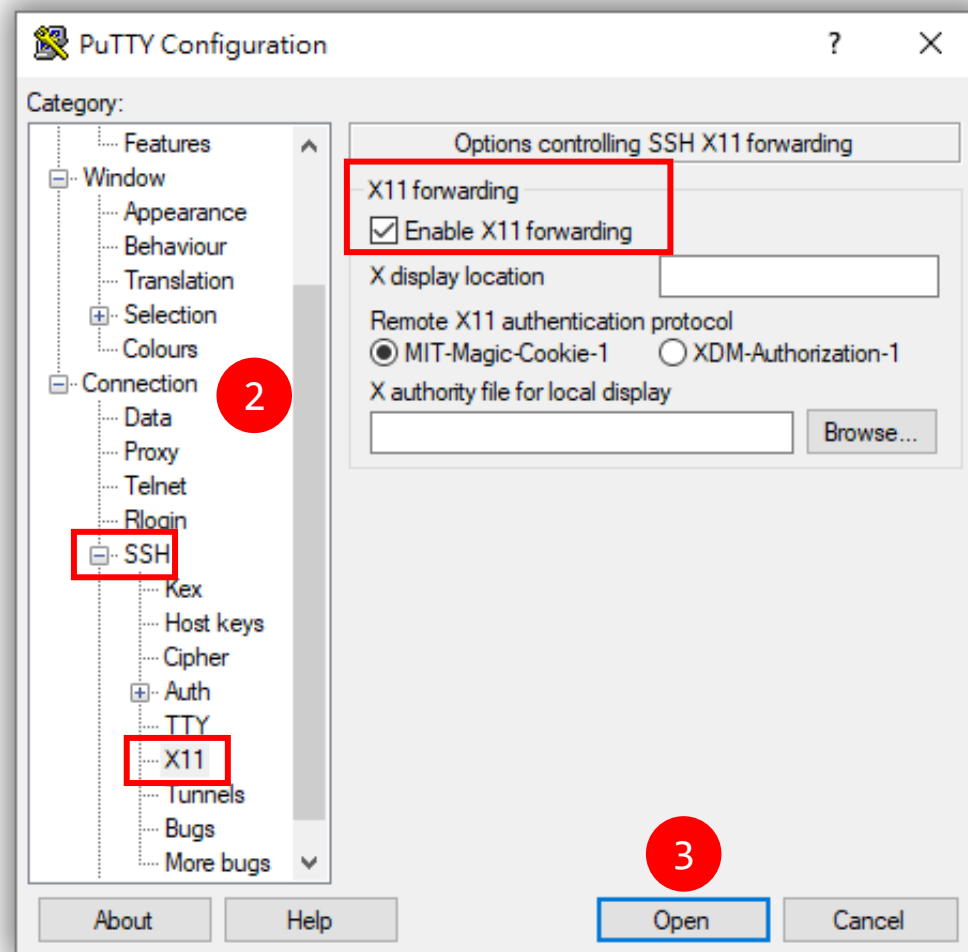 PuTTY Configuration
?
Category:
Features
Window
Appearance
Behaviour
Translation
Selection
Colours
Connection
2
Data
Proxy
Telnet
Rlogin
SSH
Kex
Host keys
Cipher
Auth
TTY
X11
Tunnels
Bugs
More bugs
Options controlling SSH X11 forwarding
X11 forwarding
Enable X11 forwarding
X display location
Remote X11 authentication protocol
MIT-Magic-Cookie-1 XDM-Authorization-1
X authority file for local display
Browse...
3
About Help Open Cancel